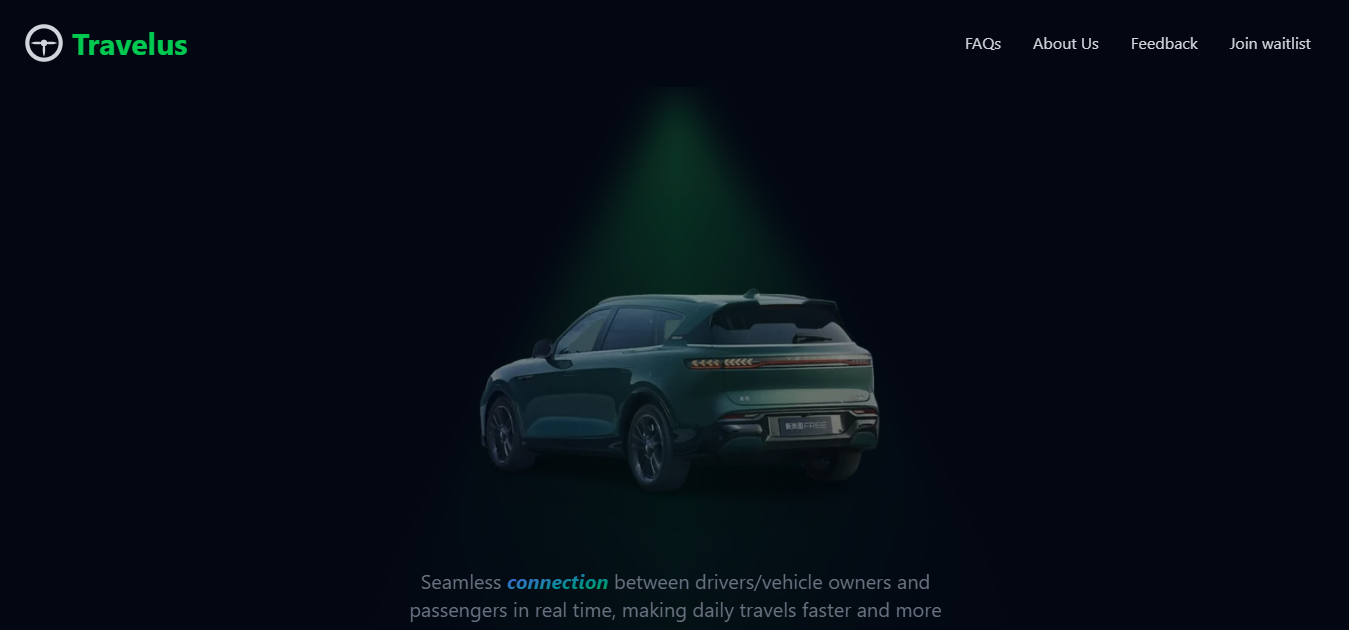 Travelus
FAQs
About Us
Feedback
Join waitlist
FREE
Seamless connection between drivers/vehicle owners and
passengers in real time, making daily travels faster and more